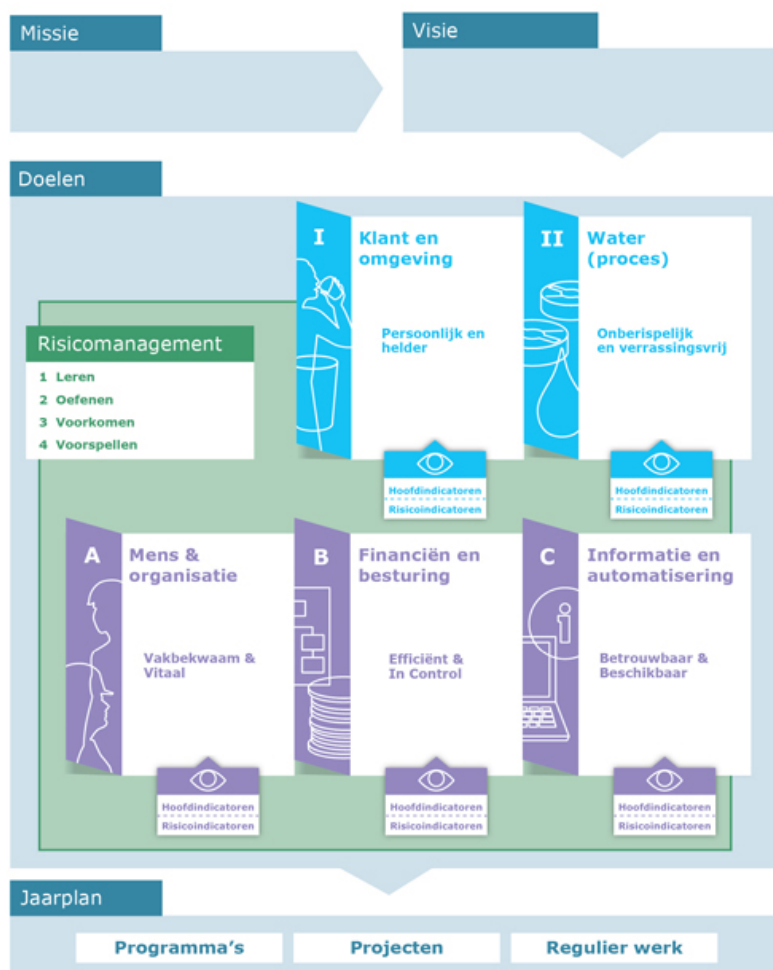 Missie
Visie
Doelen
I
Klant en
omgeving
Persoonlijk en
helder
Hoofdindicatoren
Risicoindicatoren
II
Water
(proces)
Onberispelijk
en verrassingsvrij
Hoofdindicatoren
Risicoindicatoren
Risicomanagement
1 Leren
2 Oefenen
3 Voorkomen
4 Voorspellen
A
Mens &
organisatie
Vakbekwaam &
Vitaal
Hoofdindicatoren
Risicoindicatoren
B
Financiën en
besturing
Efficiënt &
In Control
Hoofdindicatoren
Risicoindicatoren
C
Informatie en
automatisering
Betrouwbaar &
Beschikbaar
Hoofdindicatoren
Risicoindicatoren
Jaarplan
Programma's
Projecten
Regulier werk